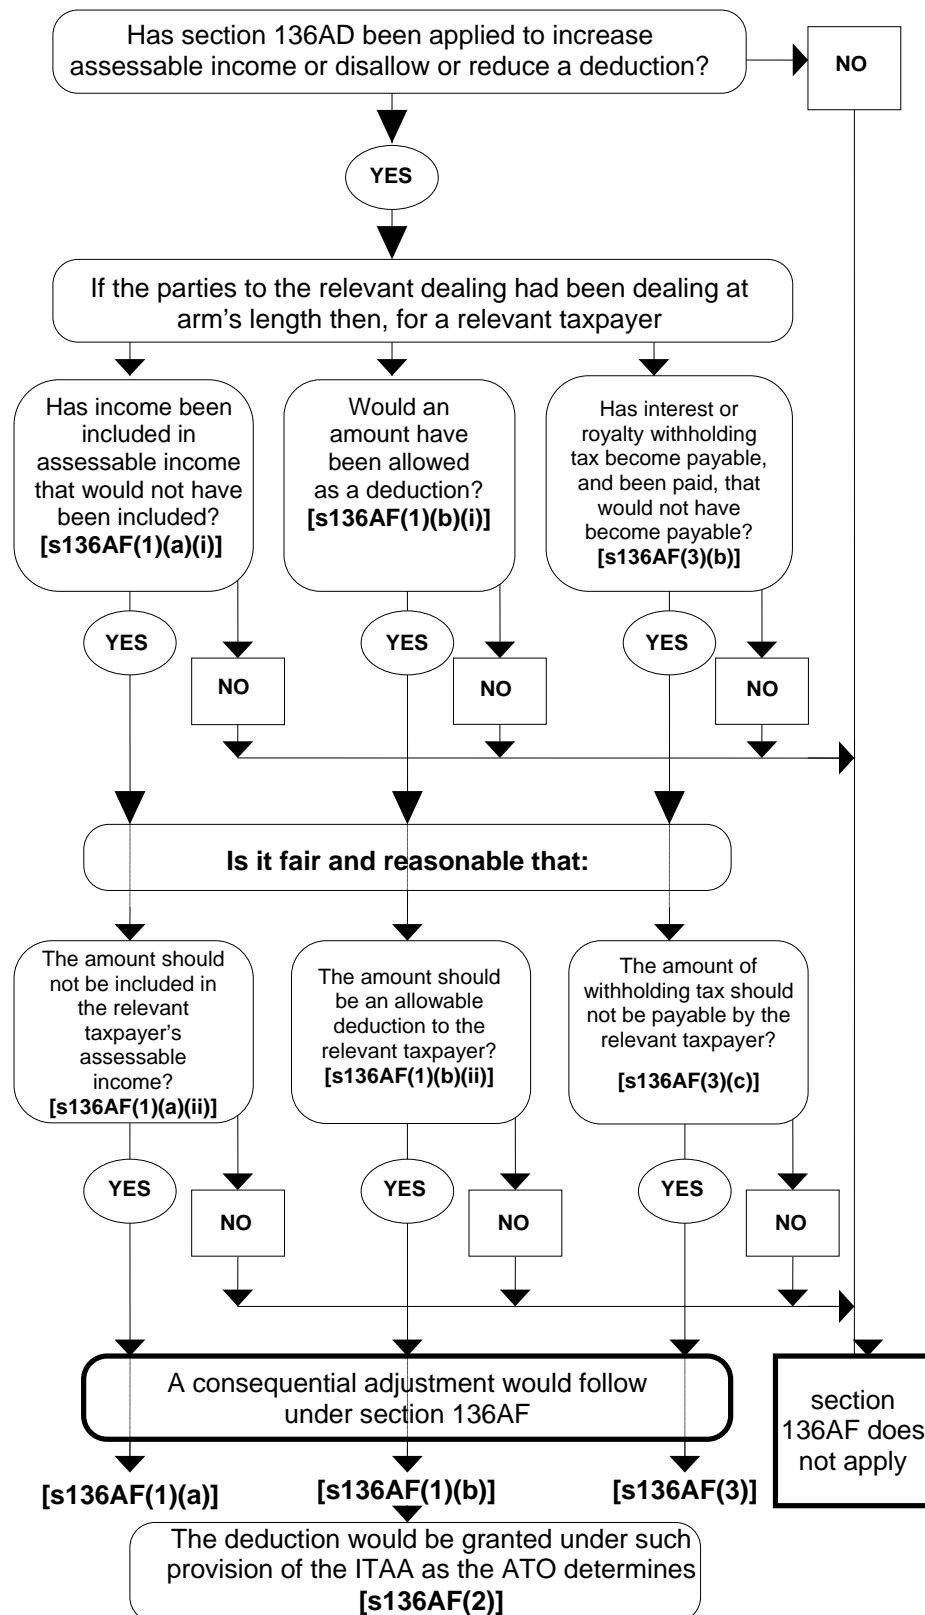 Has section 136AD been applied to increase
assessable income or disallow or reduce a deduction?
NO
YES
If the parties to the relevant dealing had been dealing at
arm's length then, for a relevant taxpayer
Has income been
included in
assessable income
that would not have
been included?
[s136AF(1)(a)(i)]
Would an
amount have
been allowed
as a deduction?
[s136AF(1)(b)(i)]
Has interest or
royalty withholding
tax become payable,
and been paid, that
would not have
become payable?
[s136AF(3)(b)]
YES
NO
YES
NO
YES
NO
Is it fair and reasonable that:
The amount should
not be included in
the relevant
taxpayer's
assessable
income?
[s136AF(1)(a)(ii)]
The amount should
be an allowable
deduction to the
relevant taxpayer?
[s136AF(1)(b)(ii)]
The amount of
withholding tax should
not be payable by the
relevant taxpayer?
[s136AF(3)(c)]
YES
NO
YES
NO
YES
NO
A consequential adjustment would follow
under section 136AF
section
136AF does
not apply
[s136AF(1)(a)]
[s136AF(1)(b)]
[s136AF(3)]
The deduction would be granted under such
provision of the ITAA as the ATO determines
[s136AF(2)]